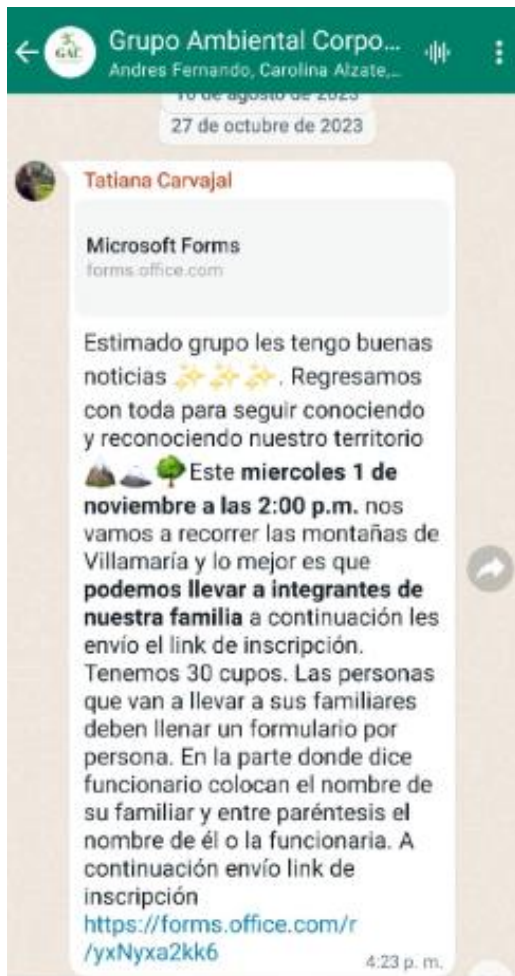 Grupo Ambiental Corpo...
GAC
Andres Fernando, Carolina Alzate,...
10 de agosto de 2023
27 de octubre de 2023
Tatiana Carvajal
Microsoft Forms
forms.office.com
Estimado grupo les tengo buenas
noticias ✨✨✨. Regresamos
con toda para seguir conociendo
y reconociendo nuestro territorio
⛰️🏔️🌳Este miercoles 1 de
noviembre a las 2:00 p.m. nos
vamos a recorrer las montañas de
Villamaría y lo mejor es que
podemos llevar a integrantes de
nuestra familia a continuación les
envío el link de inscripción.
Tenemos 30 cupos. Las personas
que van a llevar a sus familiares
deben llenar un formulario por
persona. En la parte donde dice
funcionario colocan el nombre de
su familiar y entre paréntesis el
nombre de él o la funcionaria. A
continuación envío link de
inscripción
https://forms.office.com/r
/yxNyxa2kk6
4:23 p. m.